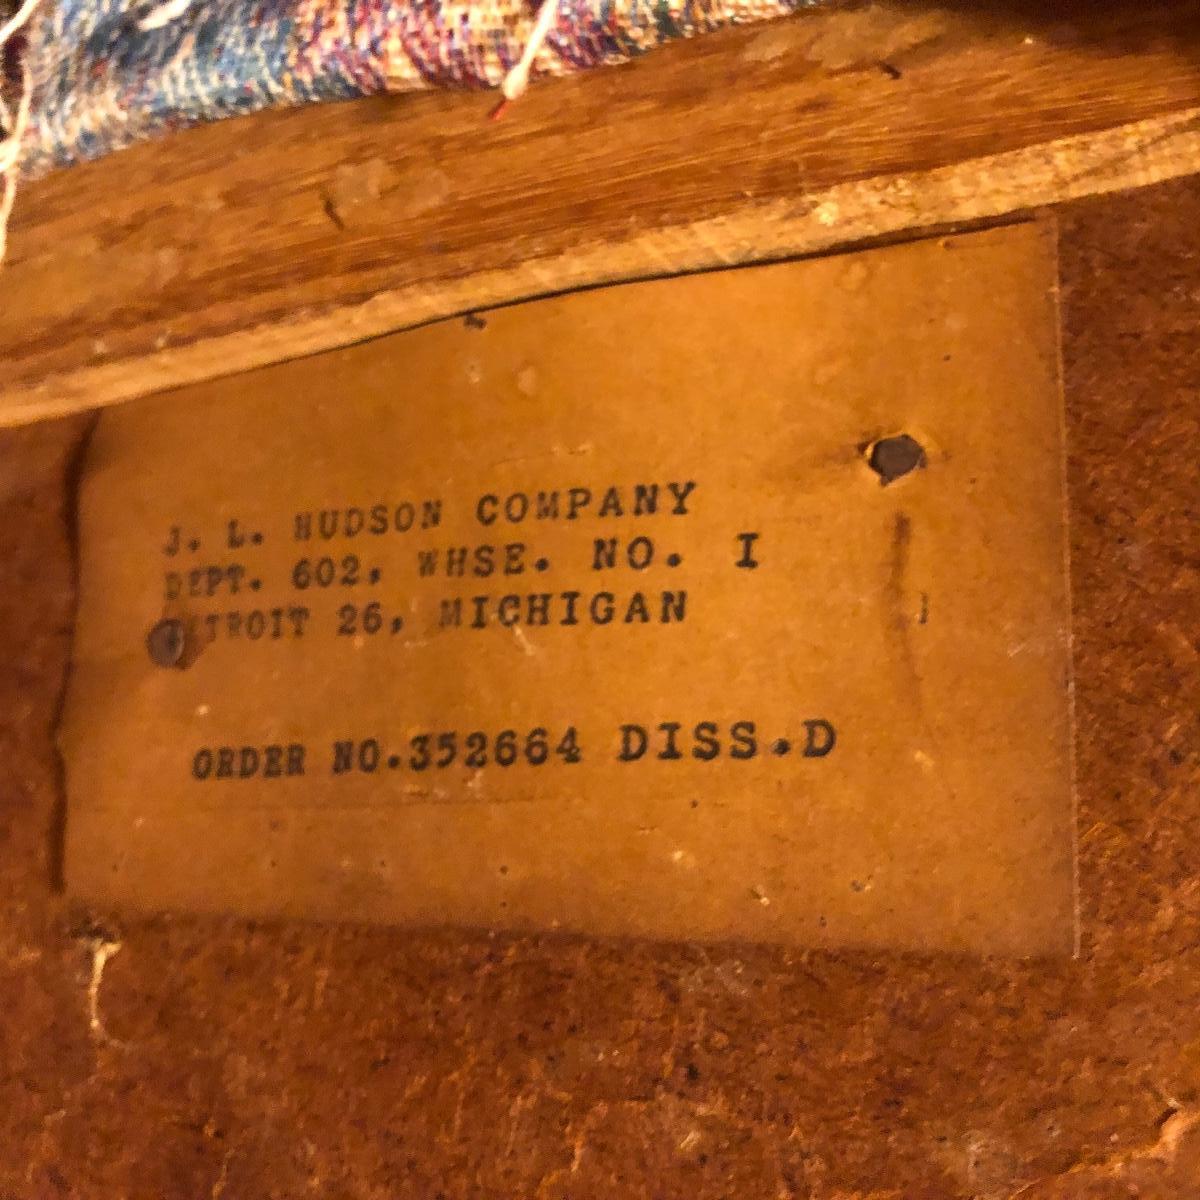 J. L. HUDSON COMPANY
DEPT. 602, WHSE. NO. I
DETROIT 26, MICHIGAN
ORDER NO.352664 DISS.D